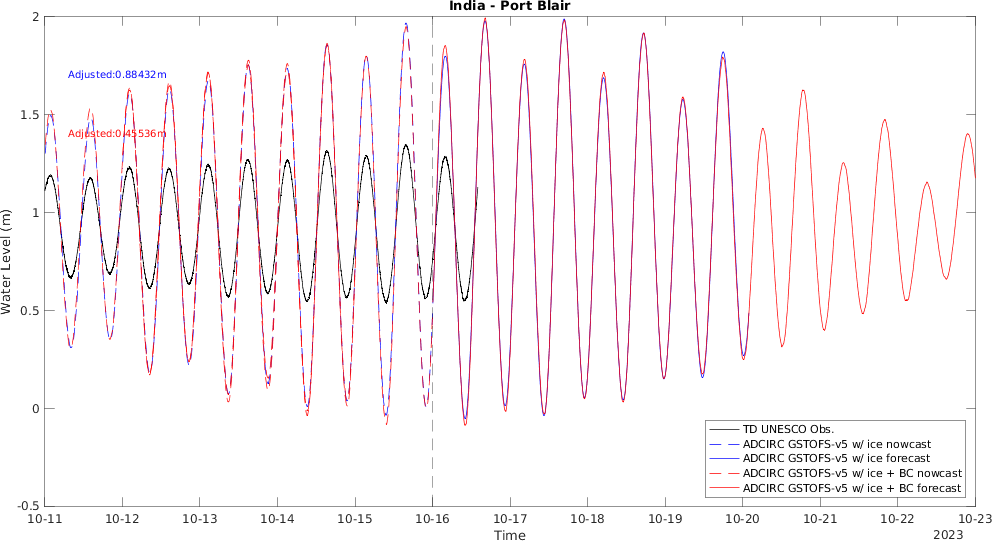 India - Port Blair
2
1.5
1
0.5
0
-0.5
Water Level (m)
Adjusted:0.88432m
Adjusted:0.45536m
TD UNESCO Obs.
ADCIRC GSTOFS-v5 w/ ice nowcast
ADCIRC GSTOFS-v5 w/ ice forecast
ADCIRC GSTOFS-v5 w/ ice + BC nowcast
ADCIRC GSTOFS-v5 w/ ice + BC forecast
10-11 10-12 10-13 10-14 10-15 10-16 10-17 10-18 10-19 10-20 10-21 10-22 10-23
Time
2023